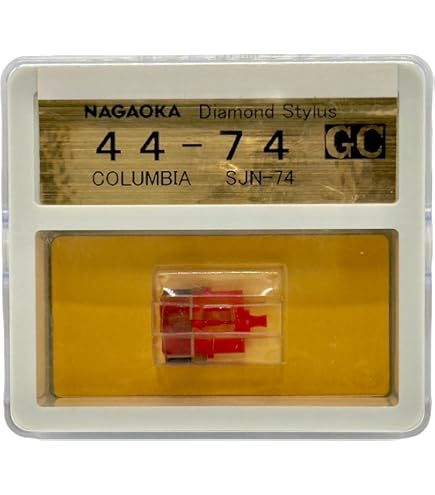 NAGAOKA Diamond Stylus
44-74 GC
COLUMBIA SJN-74